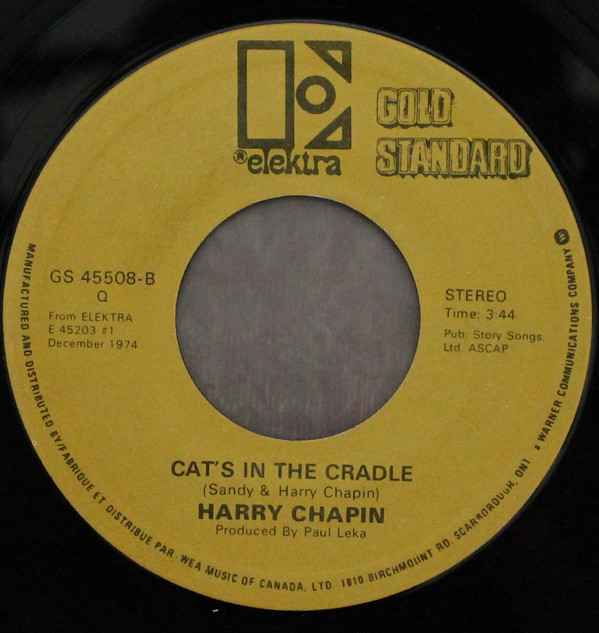 ®elektra
GOLD
STANDARD
GS 45508-B
Q
From ELEKTRA
E 45203 #1
December 1974
STEREO
Time: 3:44
Pub. Story Songs.
Ltd. ASCAP
CAT'S IN THE CRADLE
(Sandy & Harry Chapin)
HARRY CHAPIN
Produced By Paul Leka
MANUFACTURED AND DISTRIBUTED BY/FABRIQUE ET DISTRIBUE PAR WEA MUSIC OF CANADA, LTD. 1810 BIRCHMOUNT RD. SCARBOROUGH, ONT. A WARNER COMMUNICATIONS COMPANY